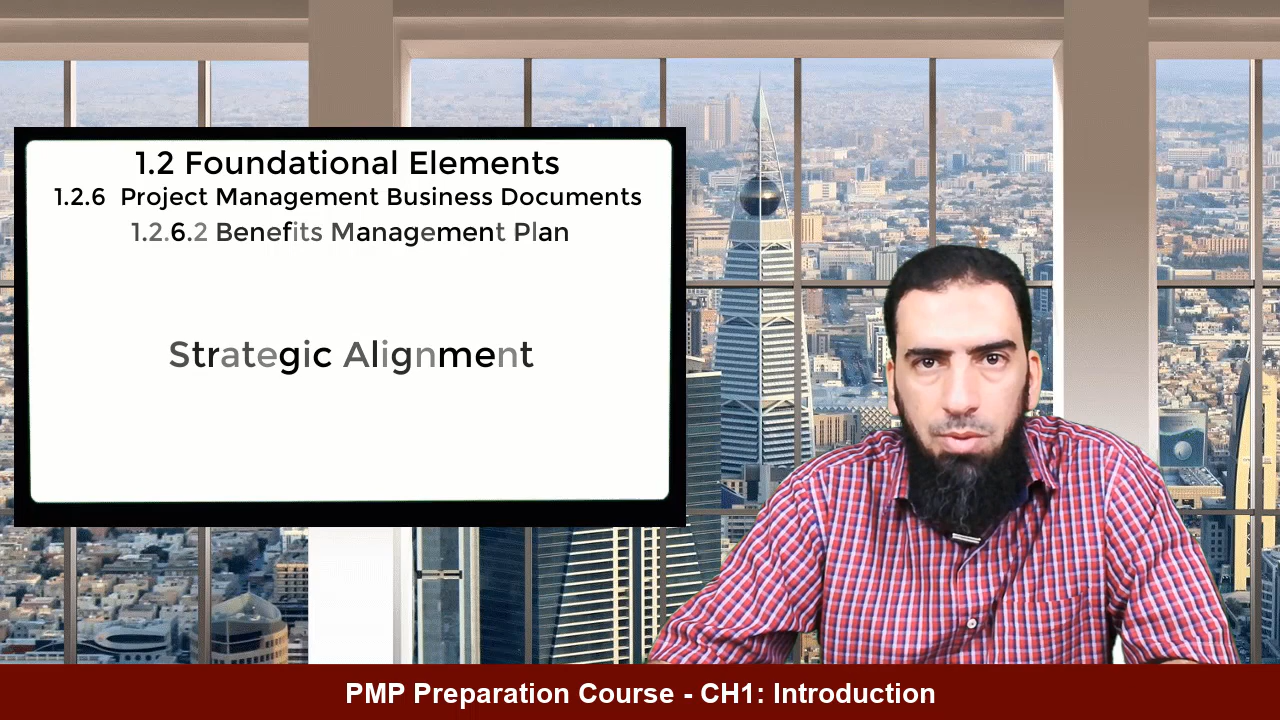 1.2 Foundational Elements
1.2.6 Project Management Business Documents
1.2.6.2 Benefits Management Plan
Strategic Alignment
PMP Preparation Course - CH1: Introduction